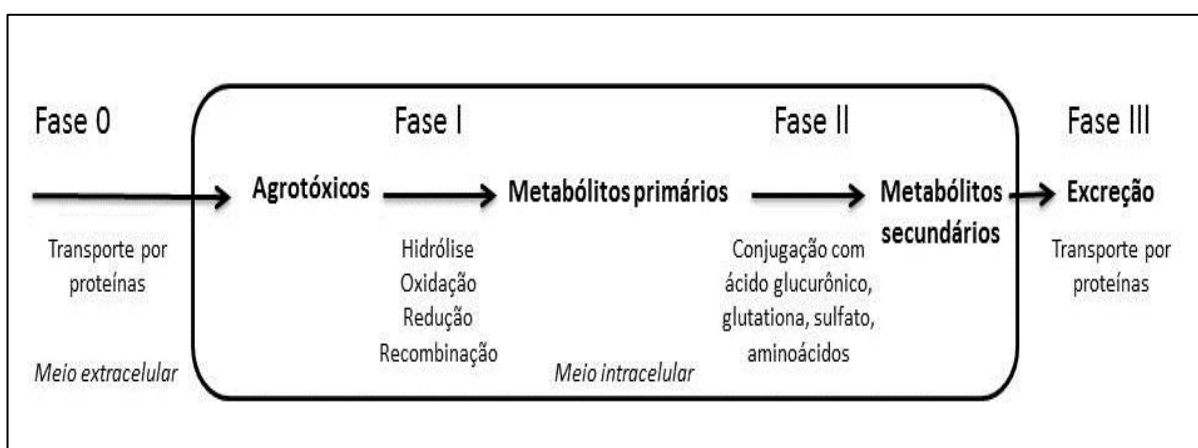 Fase 0
Fase I
Fase II
Fase III
Agrotóxicos
Metabólitos primários
Metabólitos
secundários
Excreção
Transporte por
proteínas
Hidrólise
Oxidação
Redução
Recombinação
Conjugação com
ácido glucurônico,
glutationa, sulfato,
aminoácidos
Transporte por
proteínas
Meio extracelular
Meio intracelular